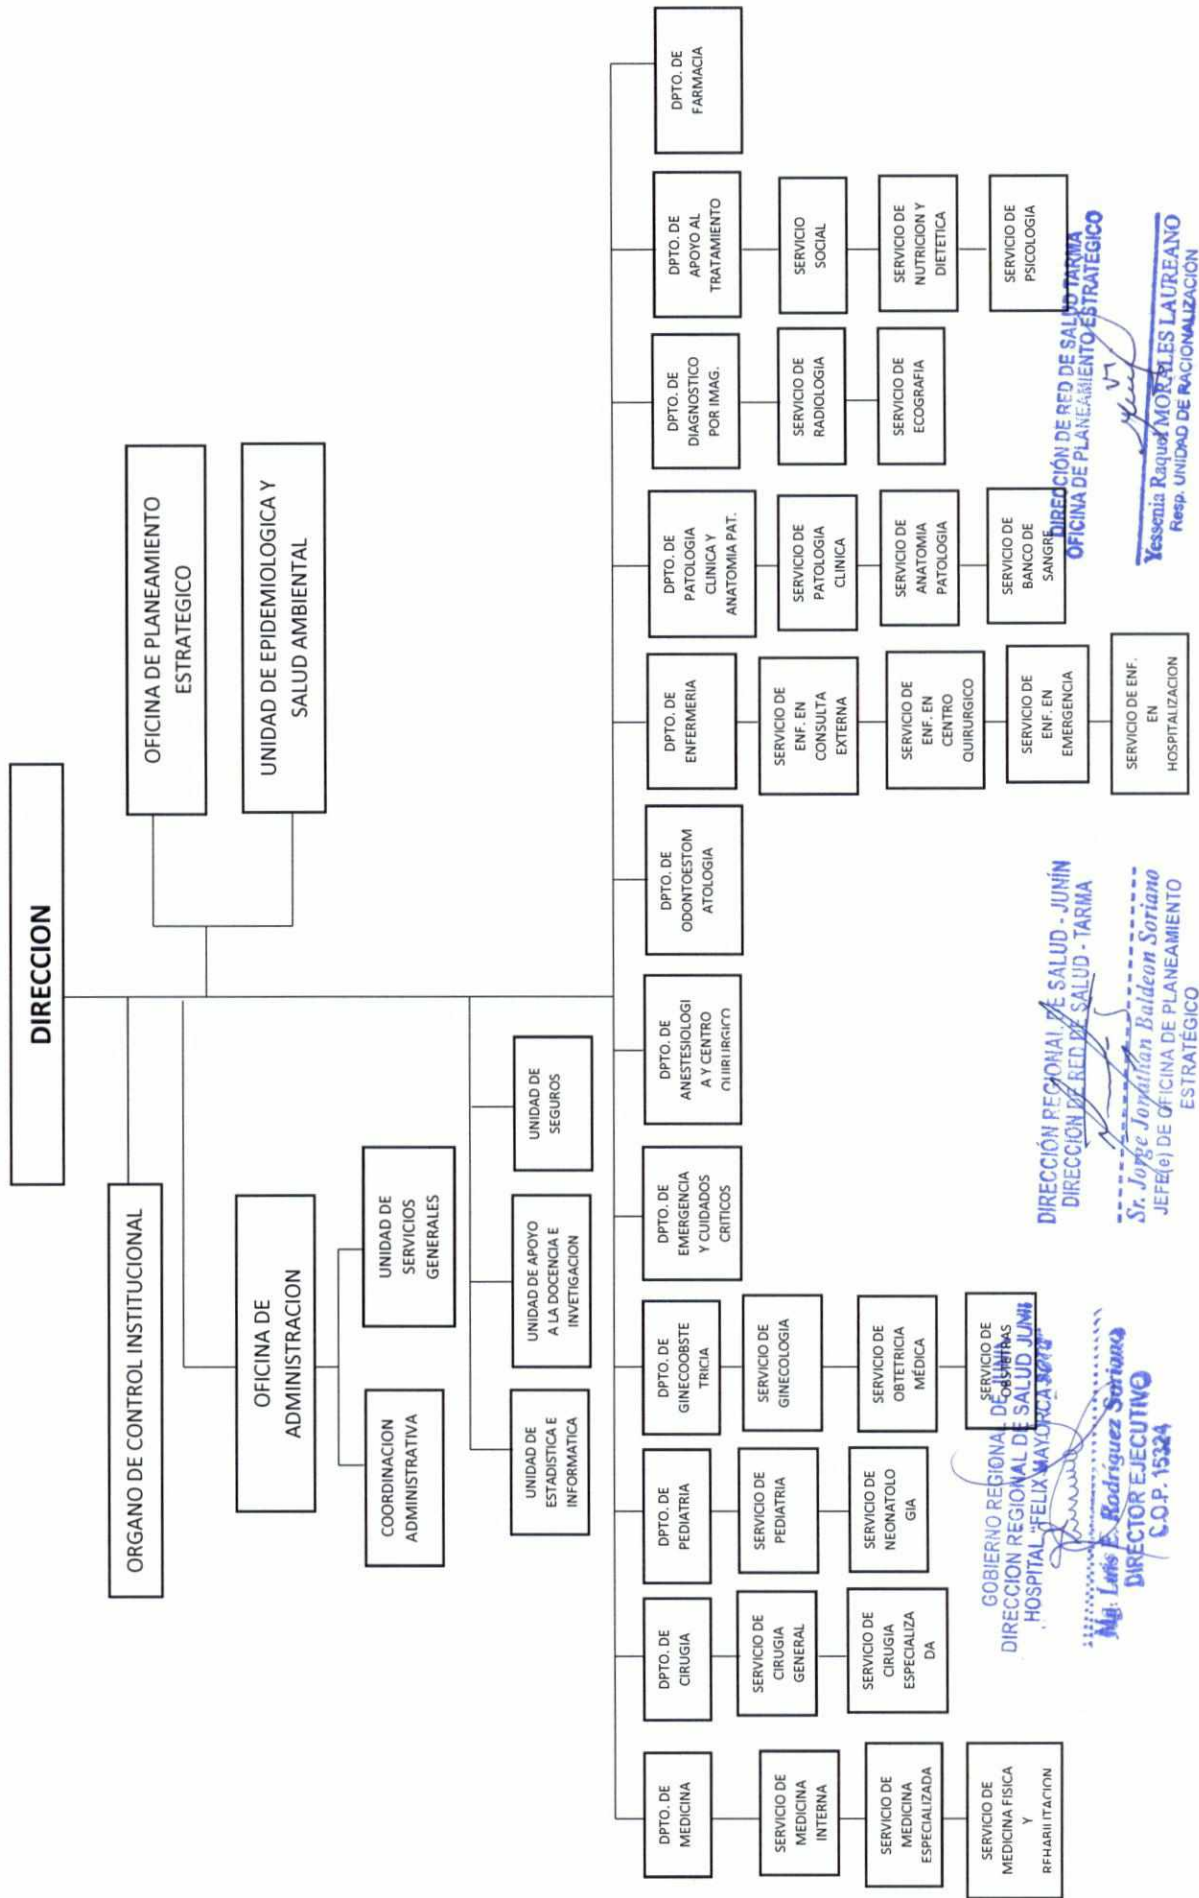 DIRECCION
ORGANO DE CONTROL INSTITUCIONAL
OFICINA DE PLANEAMIENTO
ESTRATEGICO
UNIDAD DE EPIDEMIOLOGICA Y
SALUD AMBIENTAL
OFICINA DE
ADMINISTRACION
COORDINACION
ADMINISTRATIVA
UNIDAD DE
SERVICIOS
GENERALES
UNIDAD DE
ESTADISTICA E
INFORMATICA
UNIDAD DE APOYO
A LA DOCENCIA E
INVETIGACION
UNIDAD DE
SEGUROS
DPTO. DE
MEDICINA
SERVICIO DE
MEDICINA
INTERNA
SERVICIO DE
MEDICINA
ESPECIALIZADA
SERVICIO DE
MEDICINA FISICA
Y
REHABILITACION
DPTO. DE
CIRUGIA
SERVICIO DE
CIRUGIA
GENERAL
SERVICIO DE
CIRUGIA
ESPECIALIZA
DA
DPTO. DE
PEDIATRIA
SERVICIO DE
PEDIATRIA
SERVICIO DE
NEONATOLO
GIA
DPTO. DE
GINECOOBSTE
TRICIA
SERVICIO DE
GINECOLOGIA
SERVICIO DE
OBTETRICIA
MÉDICA
SERVICIO DE
OBSTETRAS
DPTO. DE
EMERGENCIA
Y CUIDADOS
CRITICOS
DPTO. DE
ANESTESIOLOGI
A Y CENTRO
QUIRURGICO
DPTO. DE
ODONTOESTOM
ATOLOGIA
DPTO. DE
ENFERMERIA
SERVICIO DE
ENF. EN
CONSULTA
EXTERNA
SERVICIO DE
ENF. EN
CENTRO
QUIRURGICO
SERVICIO DE
ENF. EN
EMERGENCIA
SERVICIO DE ENF.
EN
HOSPITALIZACION
DPTO. DE
PATOLOGIA
CLINICA Y
ANATOMIA PAT.
SERVICIO DE
PATOLOGIA
CLINICA
SERVICIO DE
ANATOMIA
PATOLOGIA
SERVICIO DE
BANCO DE
SANGRE
DPTO. DE
DIAGNOSTICO
POR IMAG.
SERVICIO DE
RADIOLOGIA
SERVICIO DE
ECOGRAFIA
DPTO. DE
APOYO AL
TRATAMIENTO
SERVICIO
SOCIAL
SERVICIO DE
NUTRICION Y
DIETETICA
SERVICIO DE
PSICOLOGIA
DPTO. DE
FARMACIA
GOBIERNO REGIONAL DE JUNIN
DIRECCION REGIONAL DE SALUD JUNIN
HOSPITAL "FELIX MAYORCA SOTO"
Mg. Luis E. Rodríguez Soriano
DIRECTOR EJECUTIVO
C.O.P. 15324
DIRECCIÓN REGIONAL DE SALUD - JUNÍN
DIRECCIÓN DE RED DE SALUD - TARMA
Sr. Jorge Jonathan Baldeon Soriano
JEFE(e) DE OFICINA DE PLANEAMIENTO
ESTRATÉGICO
DIRECCIÓN DE RED DE SALUD TARMA
OFICINA DE PLANEAMIENTO ESTRATÉGICO
Yessenia Raquel MORALES LAUREANO
Resp. UNIDAD DE RACIONALIZACIÓN